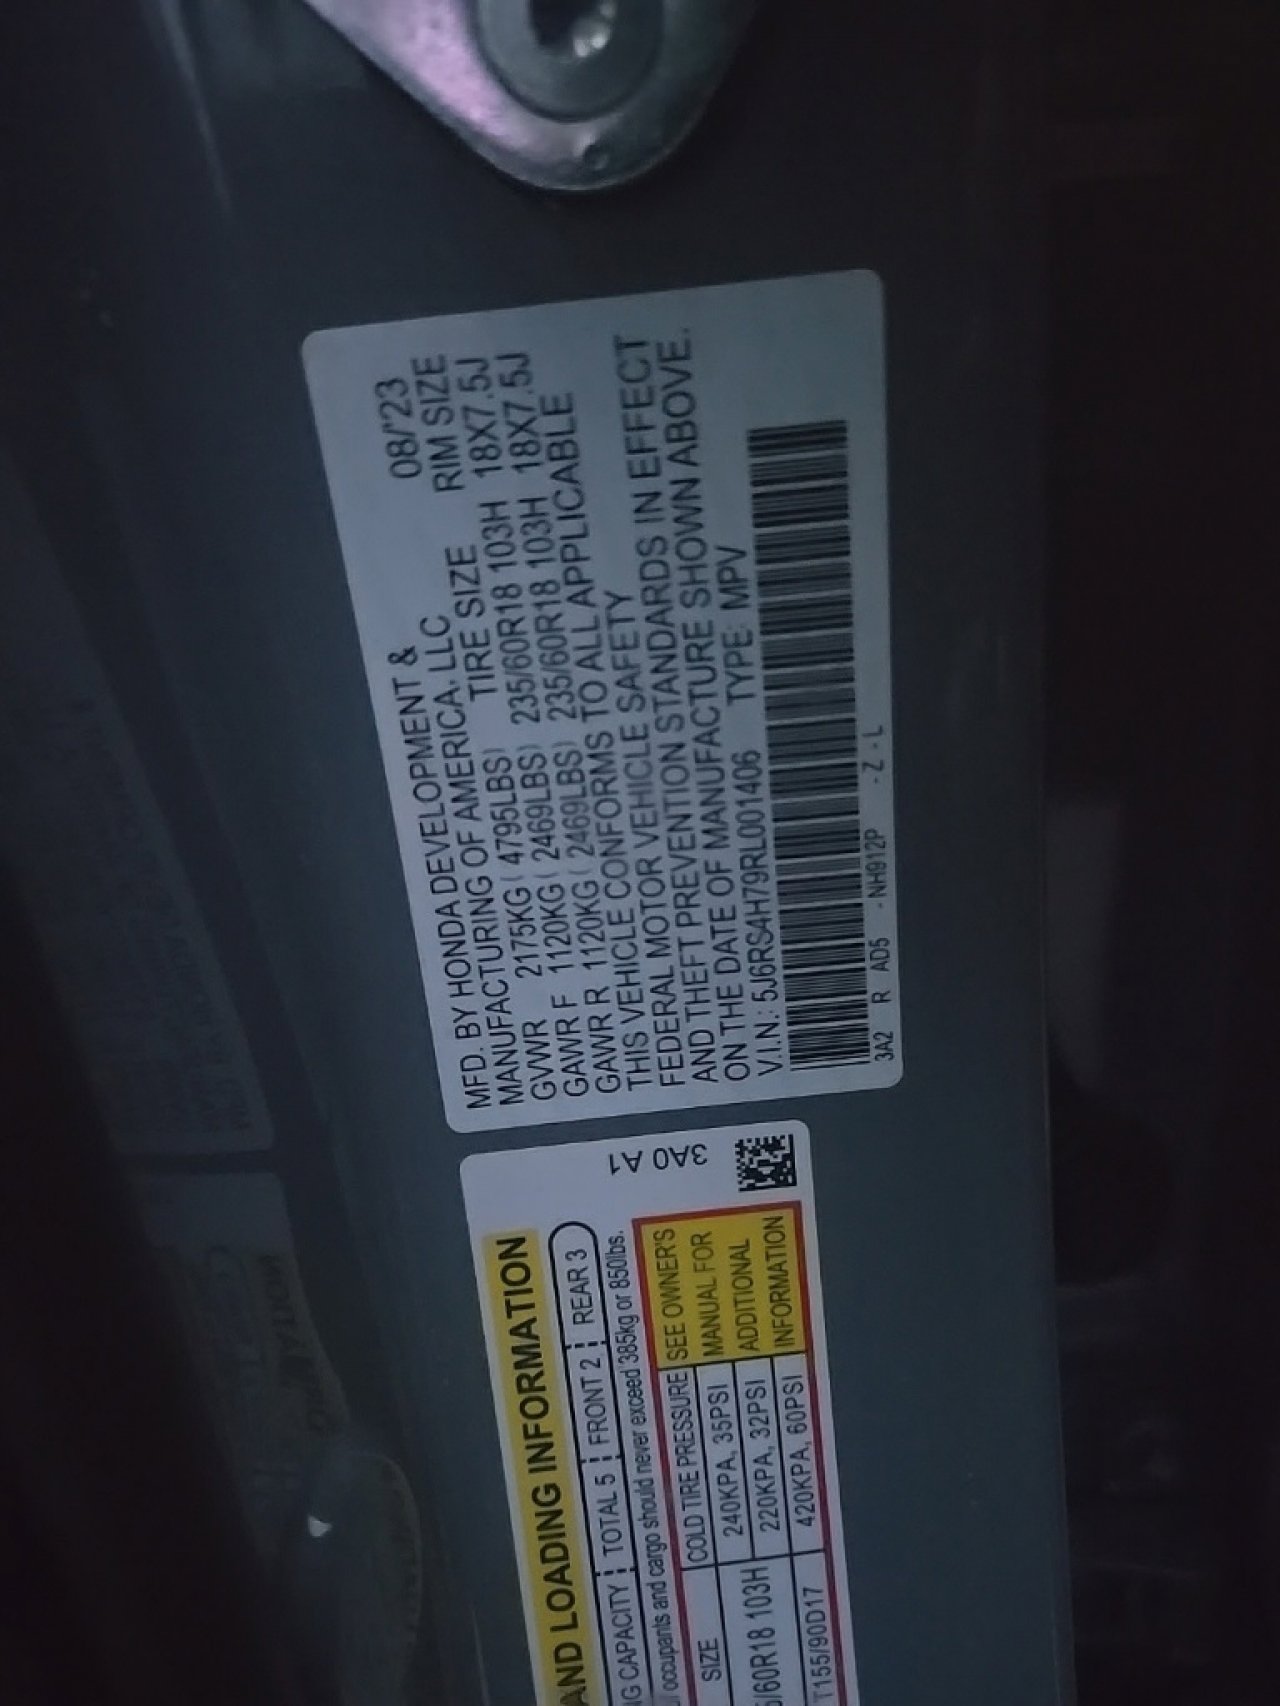 MFD. BY HONDA DEVELOPMENT & 08/'23
MANUFACTURING OF AMERICA, LLC RIM SIZE
TIRE SIZE
GVWR 2175KG (4795LBS) 235/60R18 103H 18X7.5J
GAWR F 1120KG (2469LBS) 235/60R18 103H 18X7.5J
GAWR R 1120KG (2469LBS)
THIS VEHICLE CONFORMS TO ALL APPLICABLE
FEDERAL MOTOR VEHICLE SAFETY
AND THEFT PREVENTION STANDARDS IN EFFECT
ON THE DATE OF MANUFACTURE SHOWN ABOVE.
V.I.N.: 5J6RS4H79RL001406 TYPE: MPV
3A2 R AD5 -NH912P -Z-L
AND LOADING INFORMATION
CAPACITY TOTAL 5 FRONT 2 REAR 3
occupants and cargo should never exceed 385kg or 850lbs.
SIZE COLD TIRE PRESSURE SEE OWNER'S
/60R18 103H 240KPA, 35PSI MANUAL FOR
220KPA, 32PSI ADDITIONAL
T155/90D17 420KPA, 60PSI INFORMATION
3A0 A1